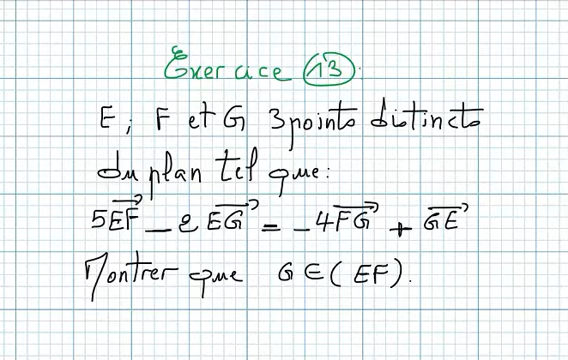 Exercice 13
E, F et G 3 points distincts
du plan tel que:
5EF⃗ - 2EG⃗ = -4FG⃗ + GE⃗
Montrer que G ∈ (EF).